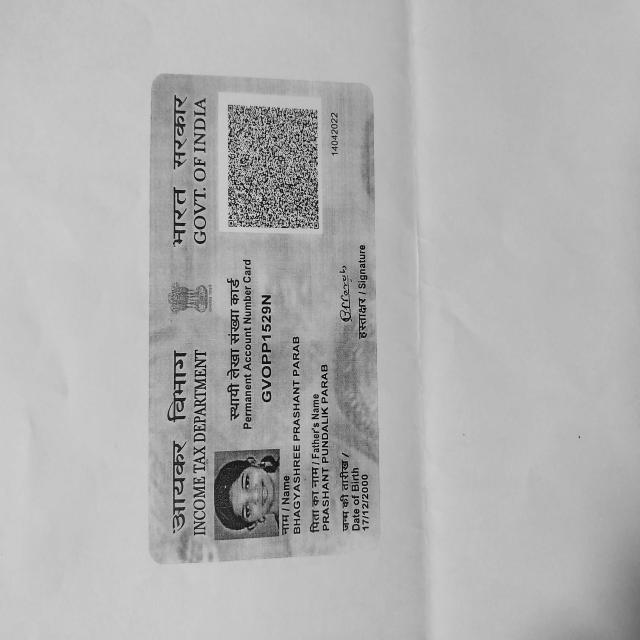 आयकर विभाग
INCOME TAX DEPARTMENT
भारत सरकार
GOVT. OF INDIA
स्थायी लेखा संख्या कार्ड
Permanent Account Number Card
GVOPP1529N
नाम / Name
BHAGYASHREE PRASHANT PARAB
पिता का नाम / Father's Name
PRASHANT PUNDALIK PARAB
जन्म की तारीख /
Date of Birth
17/12/2000
हस्ताक्षर / Signature
14042022